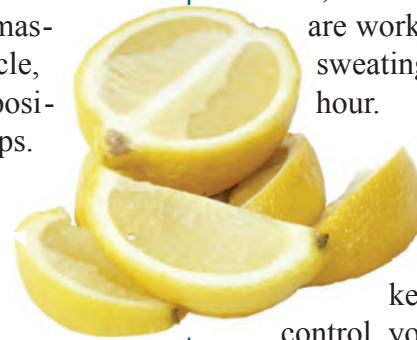 mas-
cle,
posi-
ps.
are work
sweating
hour.
ke
control, yo